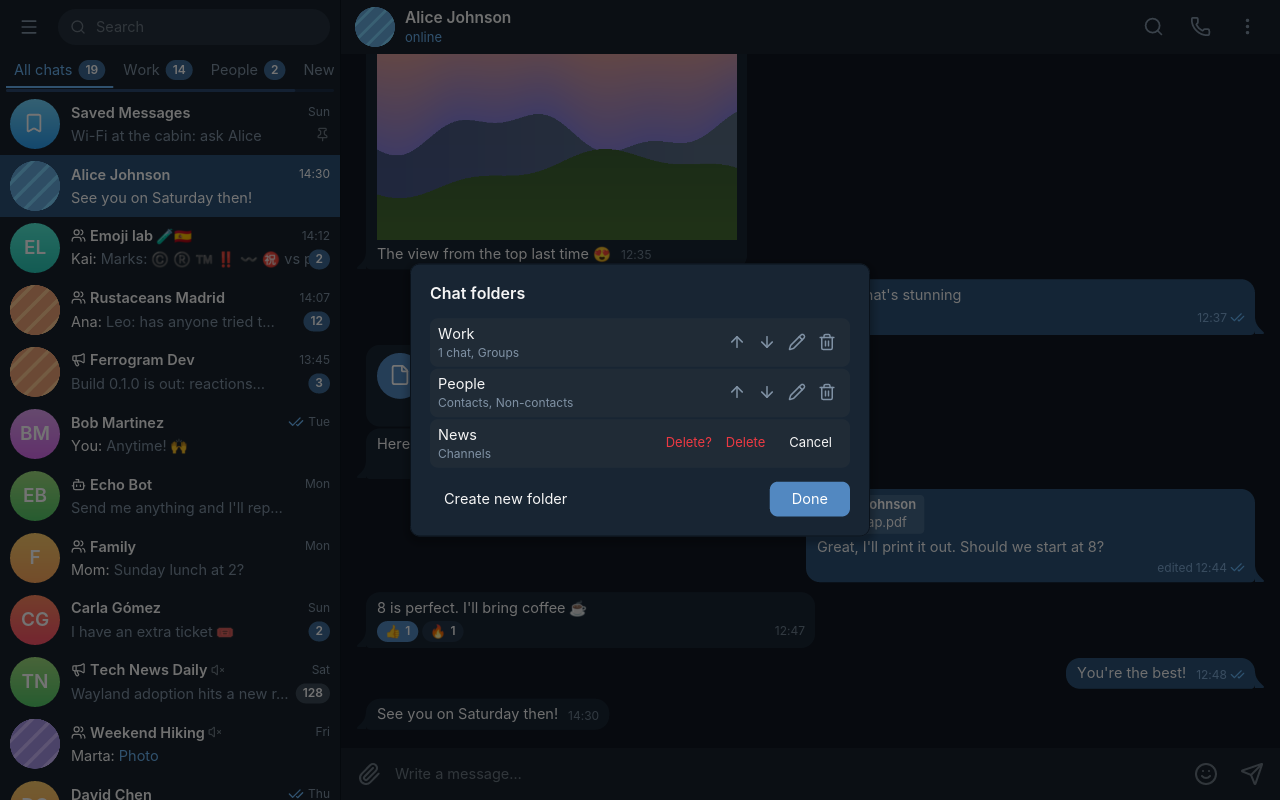 Search
All chats 19 Work 14 People 2 New
Saved Messages Sun
Wi-Fi at the cabin: ask Alice
Alice Johnson 14:30
See you on Saturday then!
EL
Emoji lab 🧪🇪🇸 14:12
Kai: Marks: ©️ ®️ ™️ ‼️ 〰️ ㊗️ vs 2
Rustaceans Madrid 14:07
Ana: Leo: has anyone tried t... 12
Ferrogram Dev 13:45
Build 0.1.0 is out: reactions... 3
BM
Bob Martinez Tue
You: Anytime! 🙌
EB
Echo Bot Mon
Send me anything and I'll rep...
F
Family Mon
Mom: Sunday lunch at 2?
CG
Carla Gómez Sun
I have an extra ticket 🎟️ 2
TN
Tech News Daily Sat
Wayland adoption hits a new r... 128
Weekend Hiking Fri
Marta: Photo
David Chen Thu
Alice Johnson
online
The view from the top last time 😍 12:35
that's stunning
12:37
Here
Chat folders
Work
1 chat, Groups
People
Contacts, Non-contacts
News
Channels
Delete? Delete Cancel
Create new folder Done
Johnson
ap.pdf
Great, I'll print it out. Should we start at 8?
edited 12:44
8 is perfect. I'll bring coffee ☕
👍 1 🔥 1 12:47
You're the best! 12:48
See you on Saturday then! 14:30
Write a message...